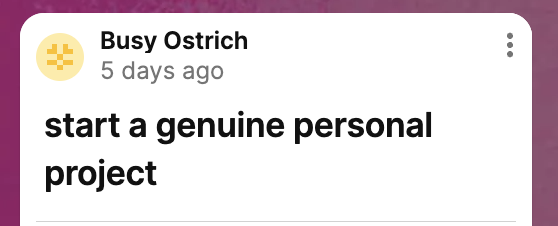 Busy Ostrich
5 days ago
start a genuine personal
project